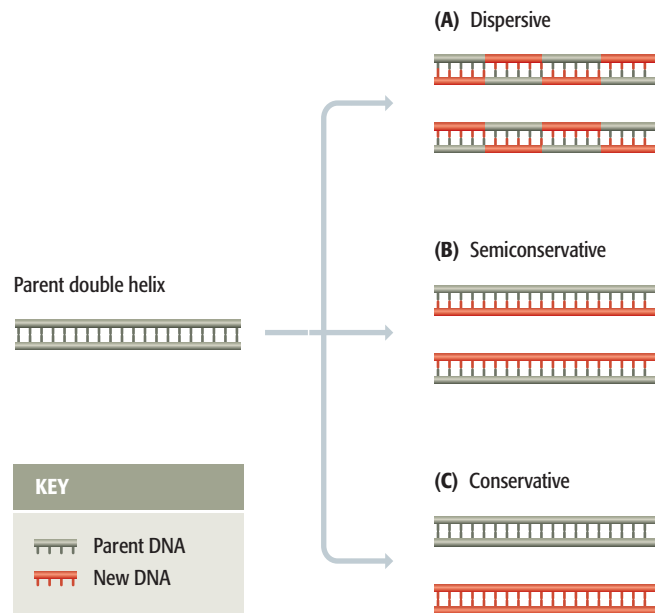 (A) Dispersive
(B) Semiconservative
Parent double helix
(C) Conservative
KEY
Parent DNA
New DNA